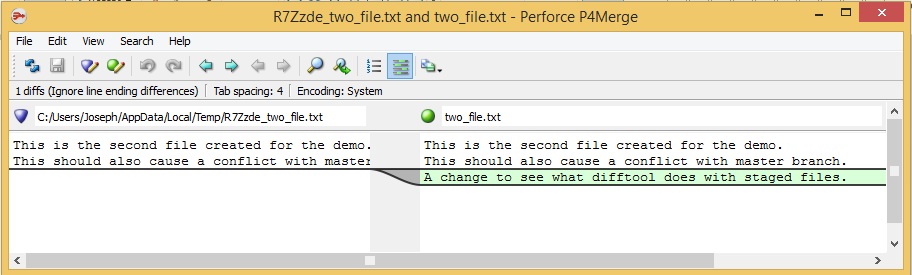 R7Zzde_two_file.txt and two_file.txt - Perforce P4Merge
File Edit View Search Help
1 diffs (Ignore line ending differences) Tab spacing: 4 Encoding: System
C:/Users/Joseph/AppData/Local/Temp/R7Zzde_two_file.txt
two_file.txt
This is the second file created for the demo.
This should also cause a conflict with master
This is the second file created for the demo.
This should also cause a conflict with master branch.
A change to see what difftool does with staged files.